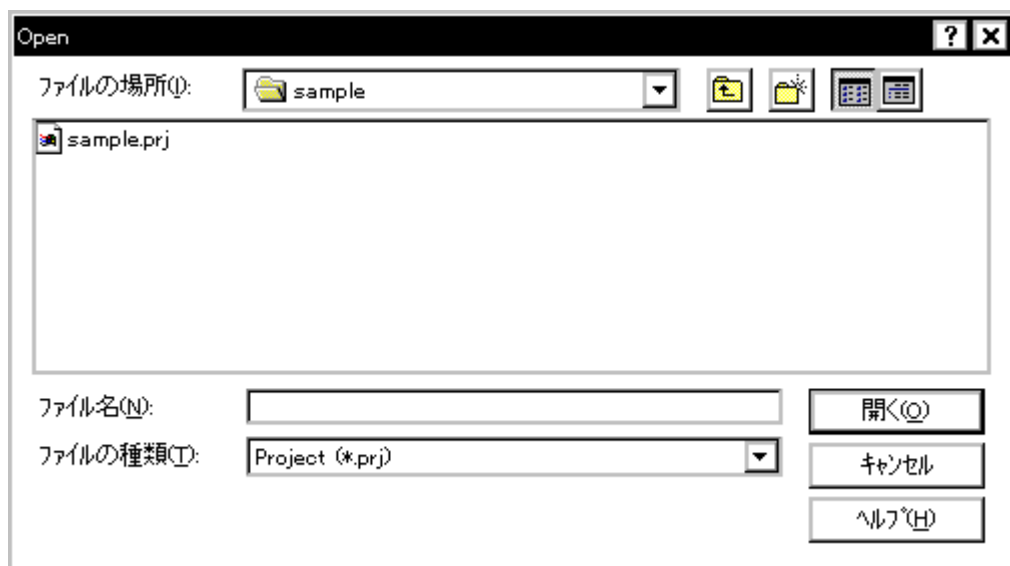 Open
ファイルの場所(I):
sample
sample.prj
ファイル名(N):
開く(O)
ファイルの種類(T):
Project (*.prj)
キャンセル
ヘルプ(H)